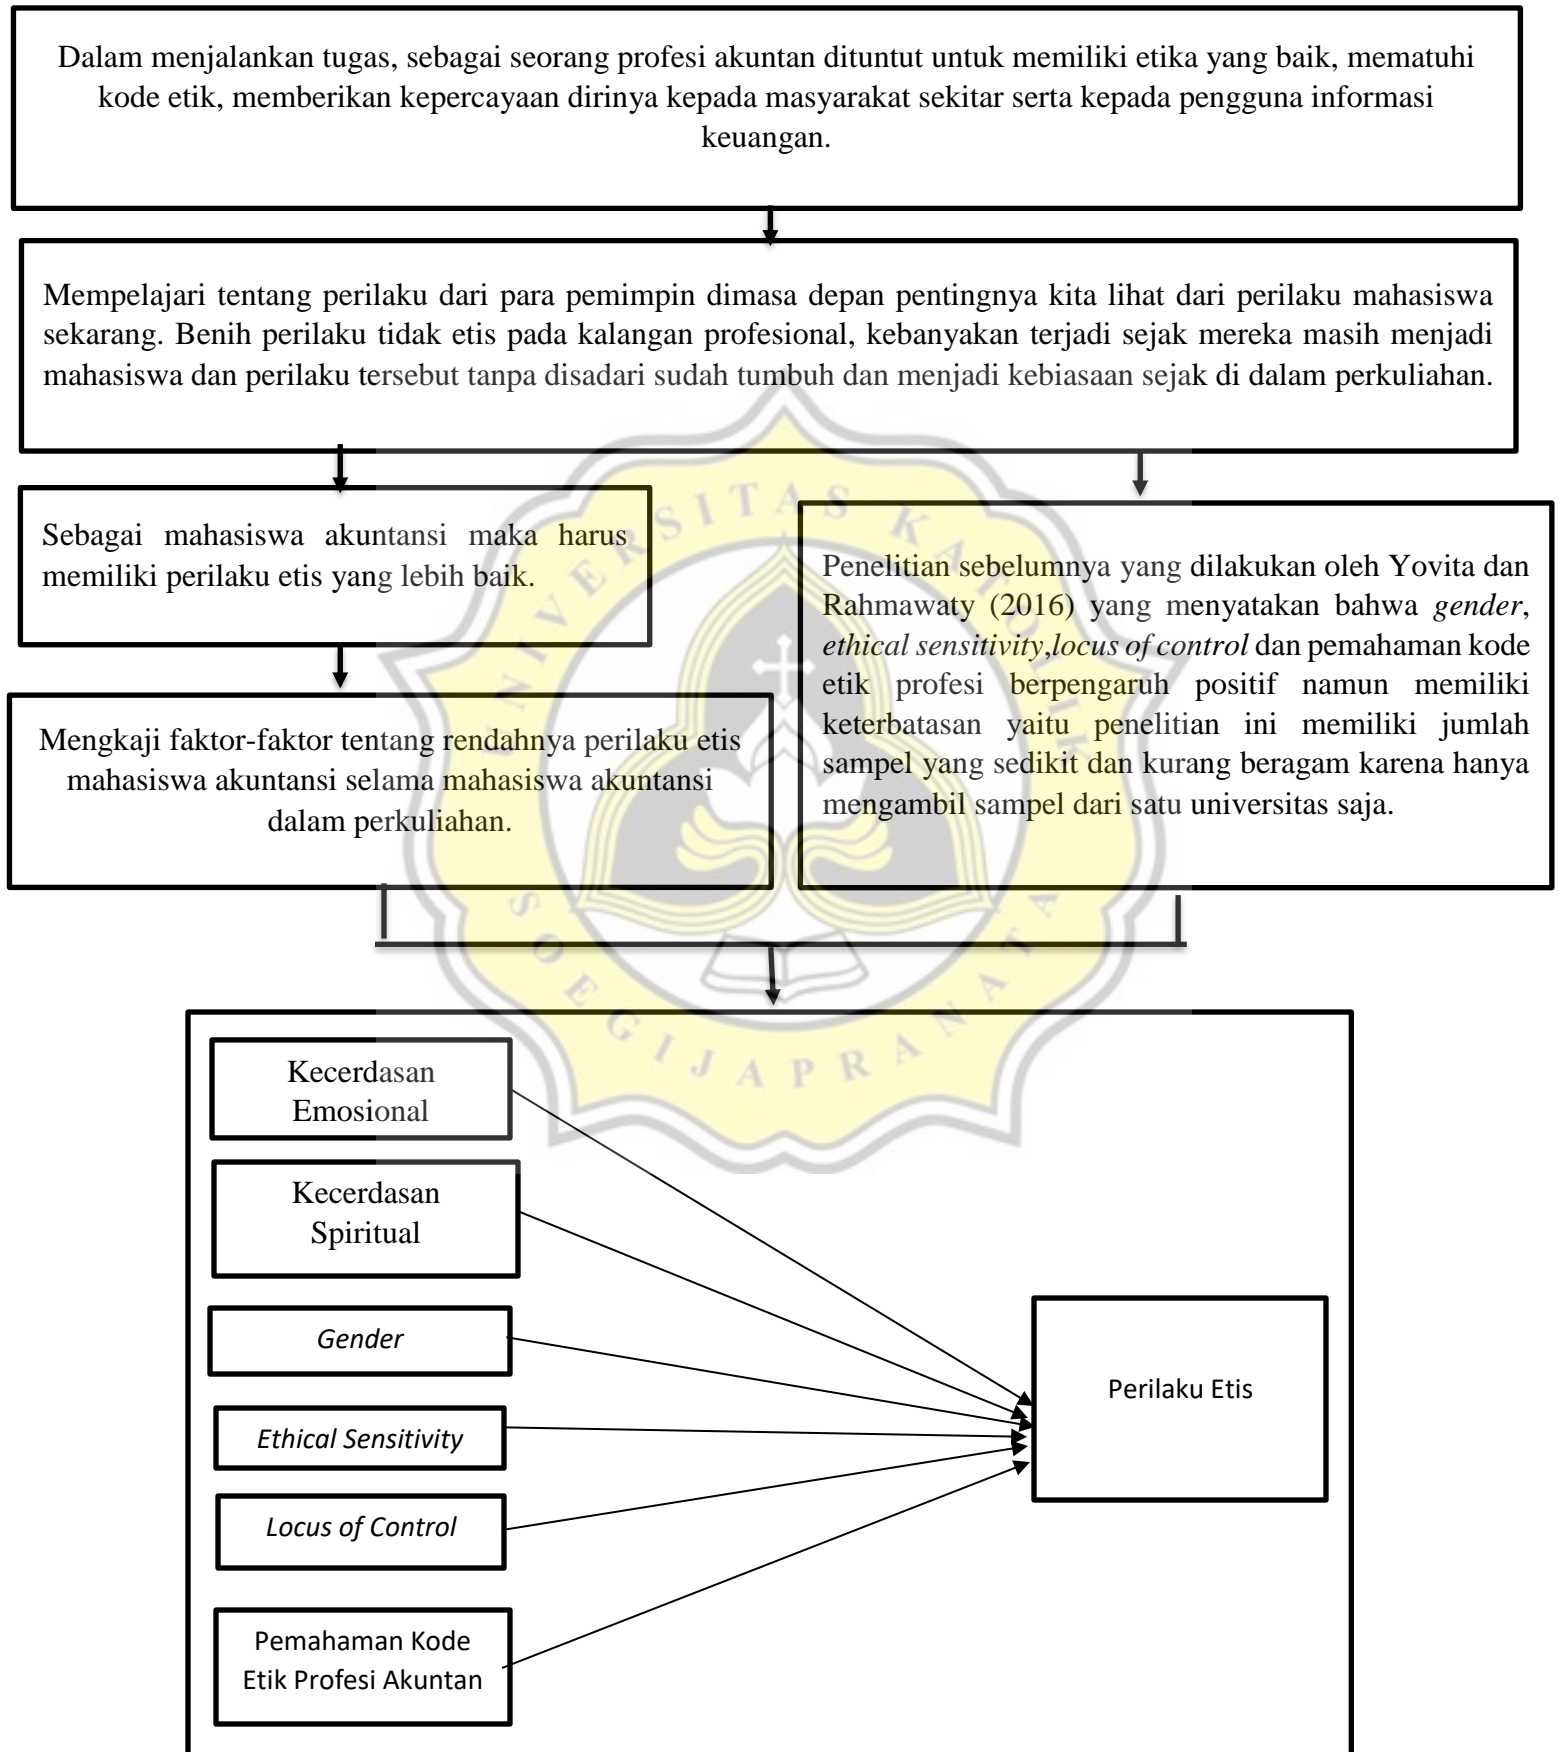 Dalam menjalankan tugas, sebagai seorang profesi akuntan dituntut untuk memiliki etika yang baik, mematuhi
kode etik, memberikan kepercayaan dirinya kepada masyarakat sekitar serta kepada pengguna informasi
keuangan.
Mempelajari tentang perilaku dari para pemimpin dimasa depan pentingnya kita lihat dari perilaku mahasiswa
sekarang. Benih perilaku tidak etis pada kalangan profesional, kebanyakan terjadi sejak mereka masih menjadi
mahasiswa dan perilaku tersebut tanpa disadari sudah tumbuh dan menjadi kebiasaan sejak di dalam perkuliahan.
Sebagai mahasiswa akuntansi maka harus
memiliki perilaku etis yang lebih baik.
Mengkaji faktor-faktor tentang rendahnya perilaku etis
mahasiswa akuntansi selama mahasiswa akuntansi
dalam perkuliahan.
Penelitian sebelumnya yang dilakukan oleh Yovita dan
Rahmawaty (2016) yang menyatakan bahwa gender,
ethical sensitivity,locus of control dan pemahaman kode
etik profesi berpengaruh positif namun memiliki
keterbatasan yaitu penelitian ini memiliki jumlah
sampel yang sedikit dan kurang beragam karena hanya
mengambil sampel dari satu universitas saja.
UNIVERSITAS KATOLIK
SOEGIJAPRANATA
Kecerdasan
Emosional
Kecerdasan
Spiritual
Gender
Ethical Sensitivity
Locus of Control
Pemahaman Kode
Etik Profesi Akuntan
Perilaku Etis